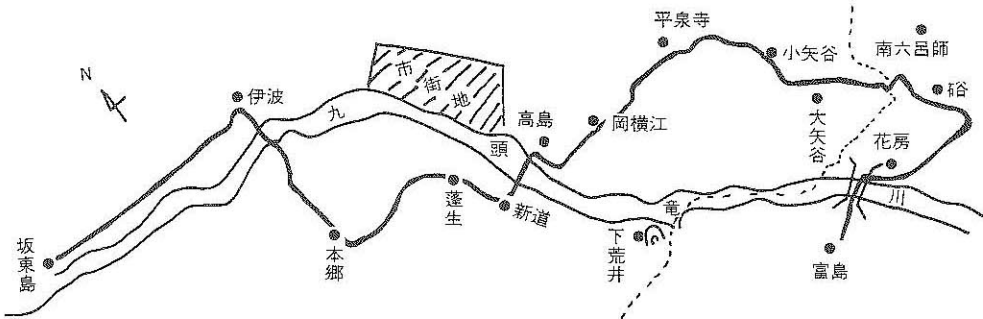 N
伊波
市街地
九頭竜川
平泉寺
小矢谷
南六呂師
硲
大矢谷
花房
岡横江
高島
新道
蓬生
本郷
坂東島
下荒井
富島